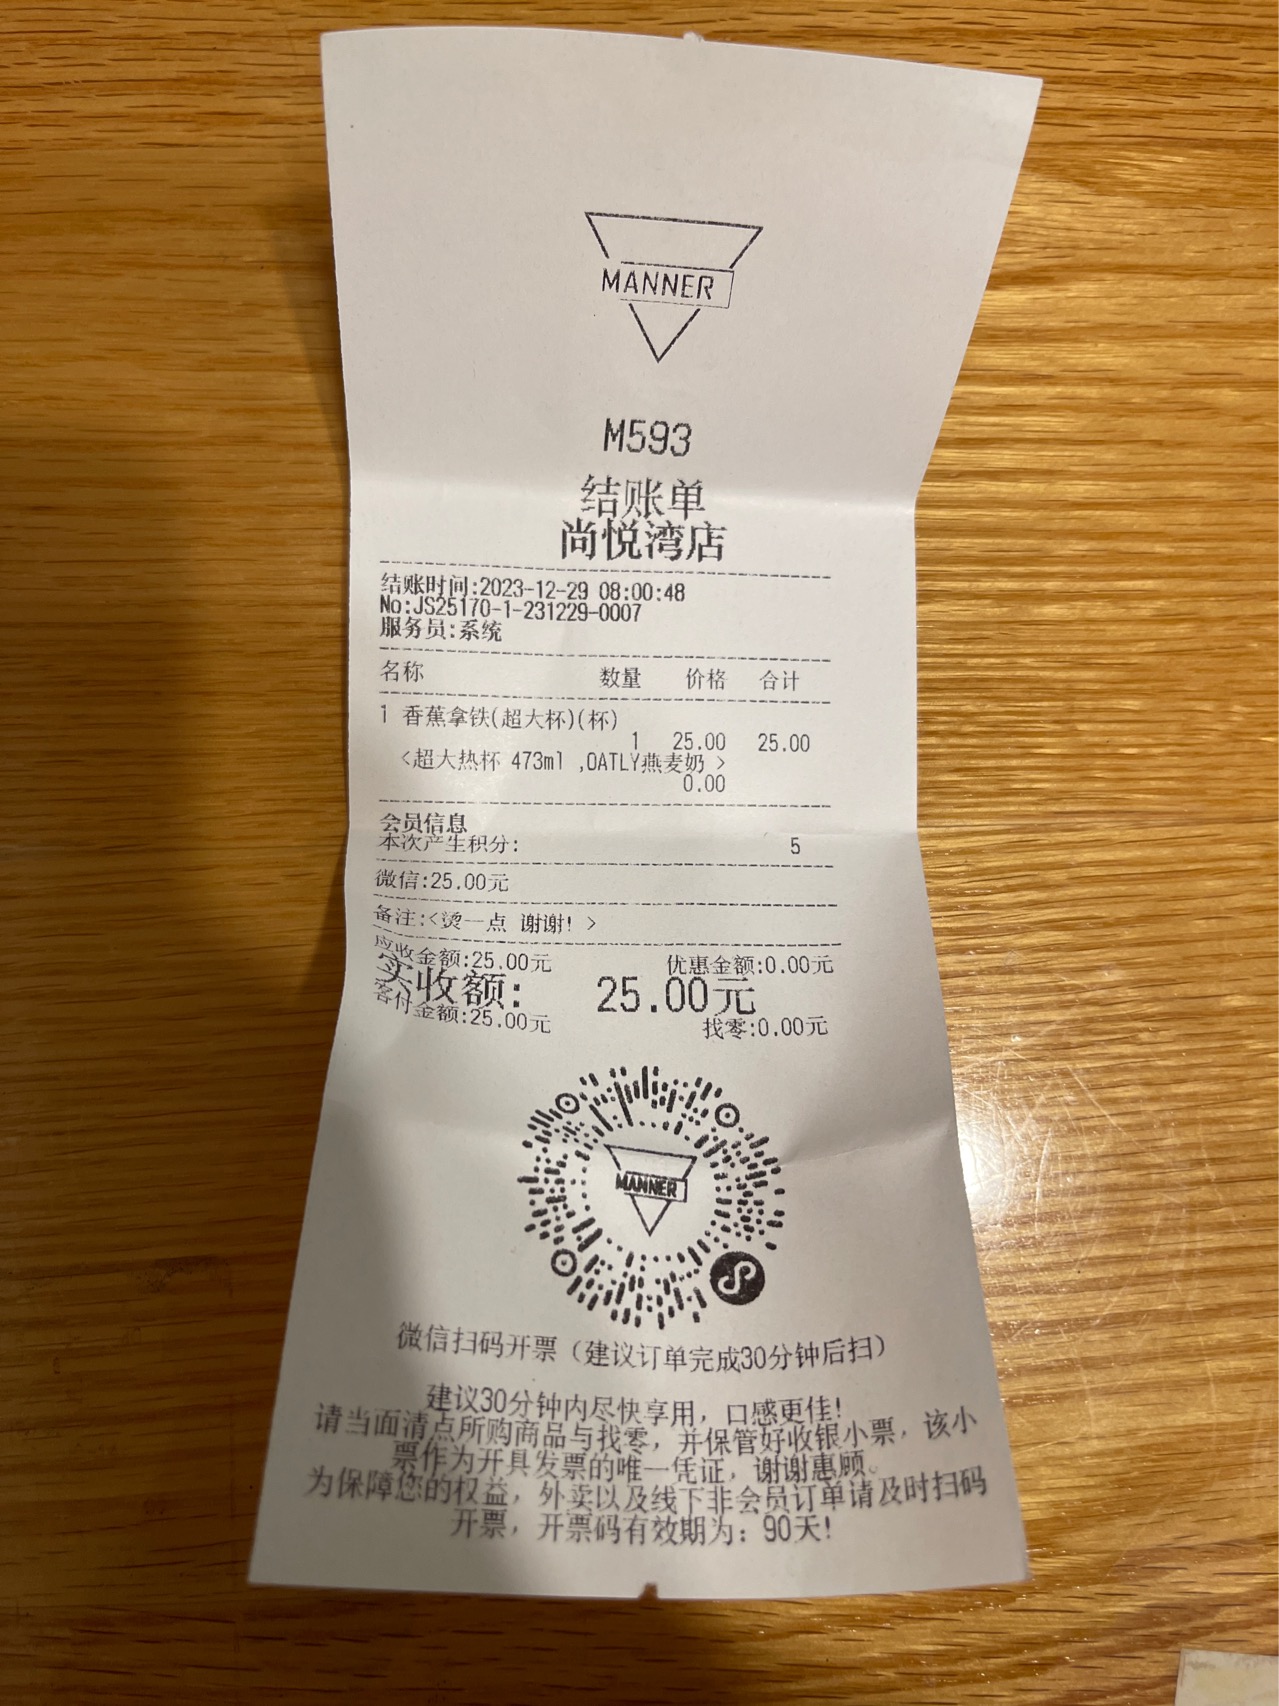 MANNER
M593
结账单
尚悦湾店
结账时间:2023-12-29 08:00:48
No:JS25170-1-231229-0007
服务员:系统
名称 数量 价格 合计
1 香蕉拿铁(超大杯)(杯)
1 25.00 25.00
<超大热杯 473ml ,OATLY燕麦奶 >
0.00
会员信息
本次产生积分: 5
微信:25.00元
备注:<烫一点 谢谢! >
应收金额:25.00元 优惠金额:0.00元
实收额: 25.00元
客付金额:25.00元 找零:0.00元
MANNER
微信扫码开票（建议订单完成30分钟后扫）
建议30分钟内尽快享用，口感更佳!
请当面清点所购商品与找零，并保管好收银小票，该小
票作为开具发票的唯一凭证，谢谢惠顾。
为保障您的权益，外卖以及线下非会员订单请及时扫码
开票，开票码有效期为：90天!